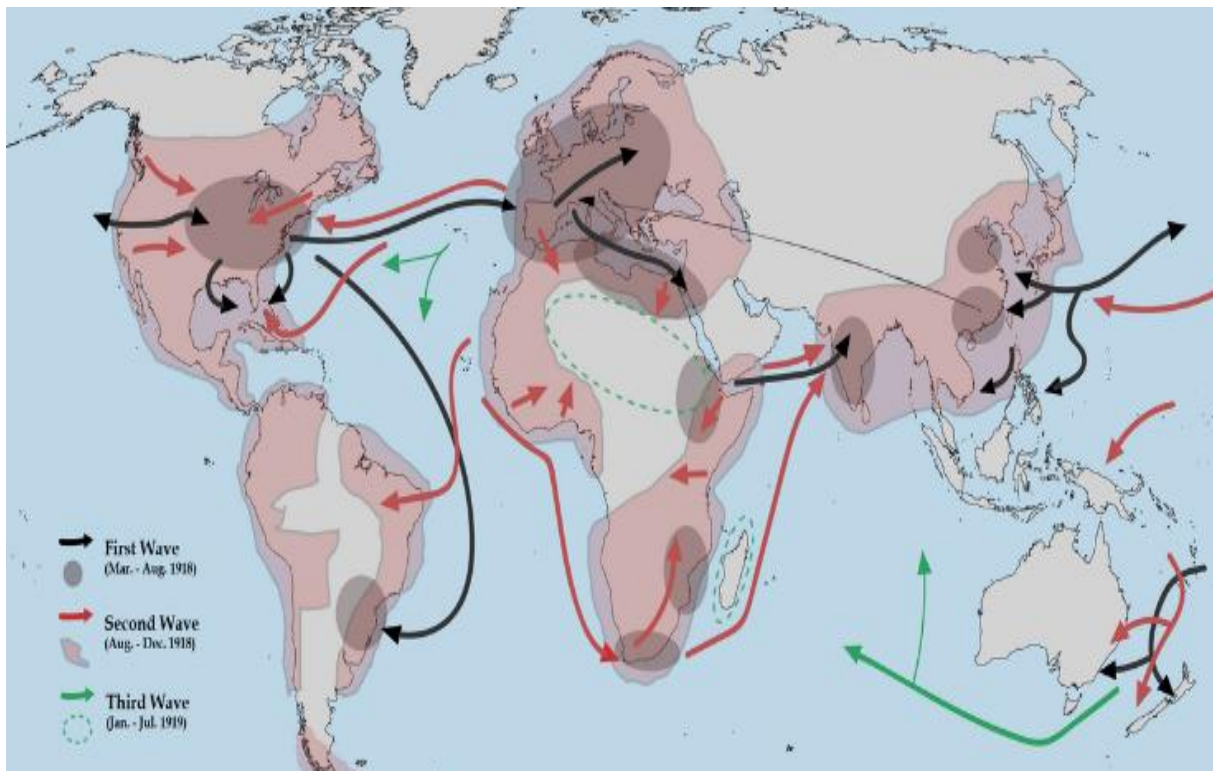 First Wave
(Mar. - Aug. 1918)
Second Wave
(Aug. - Dec. 1918)
Third Wave
(Jan. - Jul. 1919)